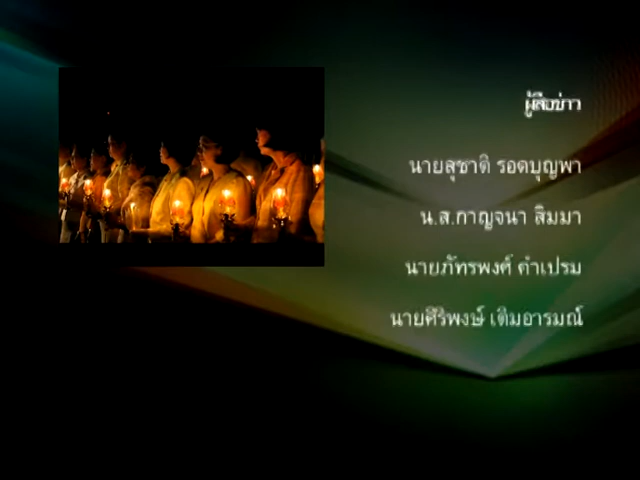 ผู้สื่อข่าว
นายสุชาติ รอดบุญพา
น.ส.กาญจนา สิมมา
นายภัทรพงศ์ คำเปรม
นายศิริพงษ์ เติมอารมณ์